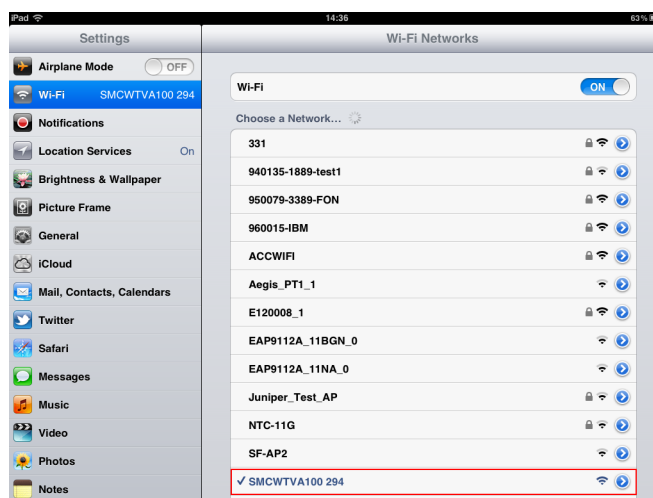 iPad 14:36 63%
Settings
Wi-Fi Networks
Airplane Mode OFF
Wi-Fi SMCWTVA100 294
Notifications
Location Services On
Brightness & Wallpaper
Picture Frame
General
iCloud
Mail, Contacts, Calendars
Twitter
Safari
Messages
Music
Video
Photos
Notes
Wi-Fi ON
Choose a Network...
331
940135-1889-test1
950079-3389-FON
960015-IBM
ACCWIFI
Aegis_PT1_1
E120008_1
EAP9112A_11BGN_0
EAP9112A_11NA_0
Juniper_Test_AP
NTC-11G
SF-AP2
SMCWTVA100 294